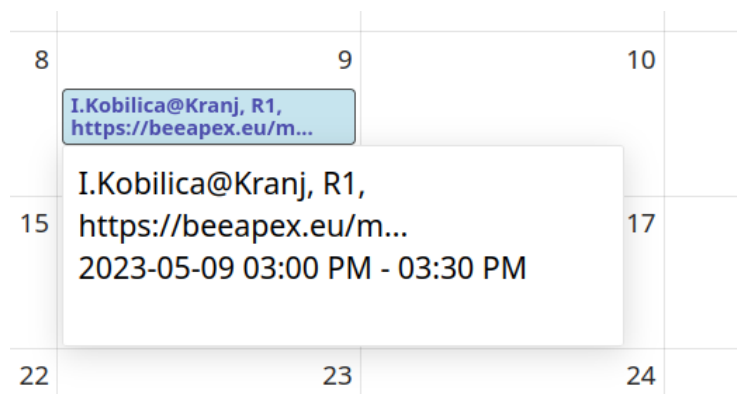 8
9
10
I.Kobilica@Kranj, R1,
https://beeapex.eu/m...
I.Kobilica@Kranj, R1,
https://beeapex.eu/m...
2023-05-09 03:00 PM - 03:30 PM
15
17
22
23
24